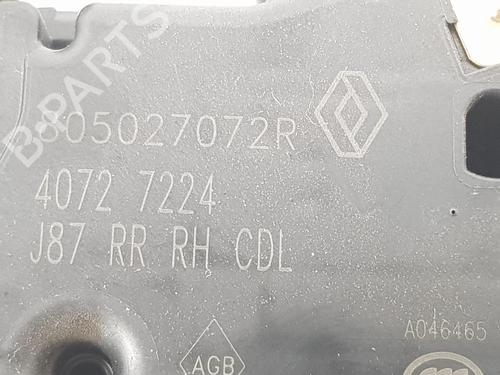 B-PARTS
805027072R
4072 7224
J87 RR RH CDL
A046465
AGB